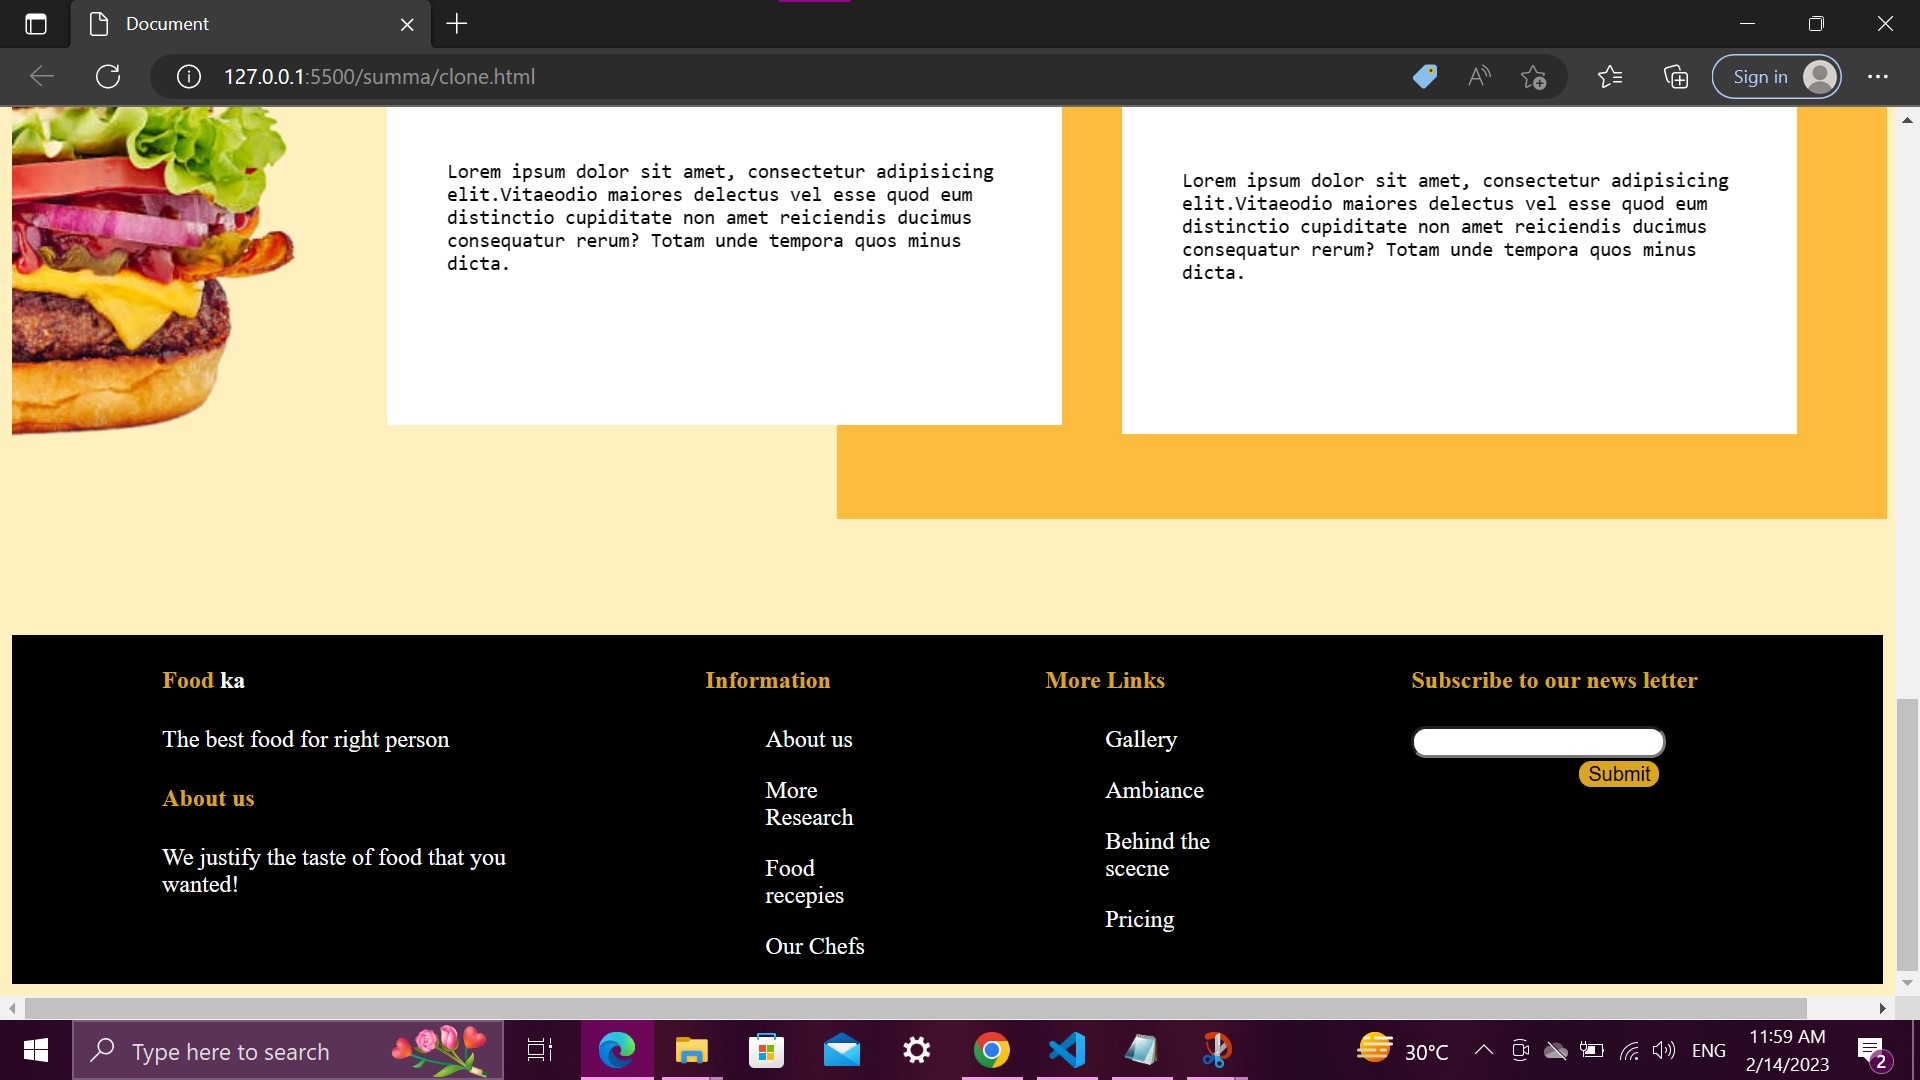 Document
127.0.0.1:5500/summa/clone.html
Sign in
Lorem ipsum dolor sit amet, consectetur adipisicing
elit.Vitaeodio maiores delectus vel esse quod eum
distinctio cupiditate non amet reiciendis ducimus
consequatur rerum? Totam unde tempora quos minus
dicta.
Lorem ipsum dolor sit amet, consectetur adipisicing
elit.Vitaeodio maiores delectus vel esse quod eum
distinctio cupiditate non amet reiciendis ducimus
consequatur rerum? Totam unde tempora quos minus
dicta.
Food ka
The best food for right person
About us
We justify the taste of food that you
wanted!
Information
About us
More
Research
Food
recepies
Our Chefs
More Links
Gallery
Ambiance
Behind the
scecne
Pricing
Subscribe to our news letter
Submit
Type here to search
30°C
ENG
11:59 AM
2/14/2023
2